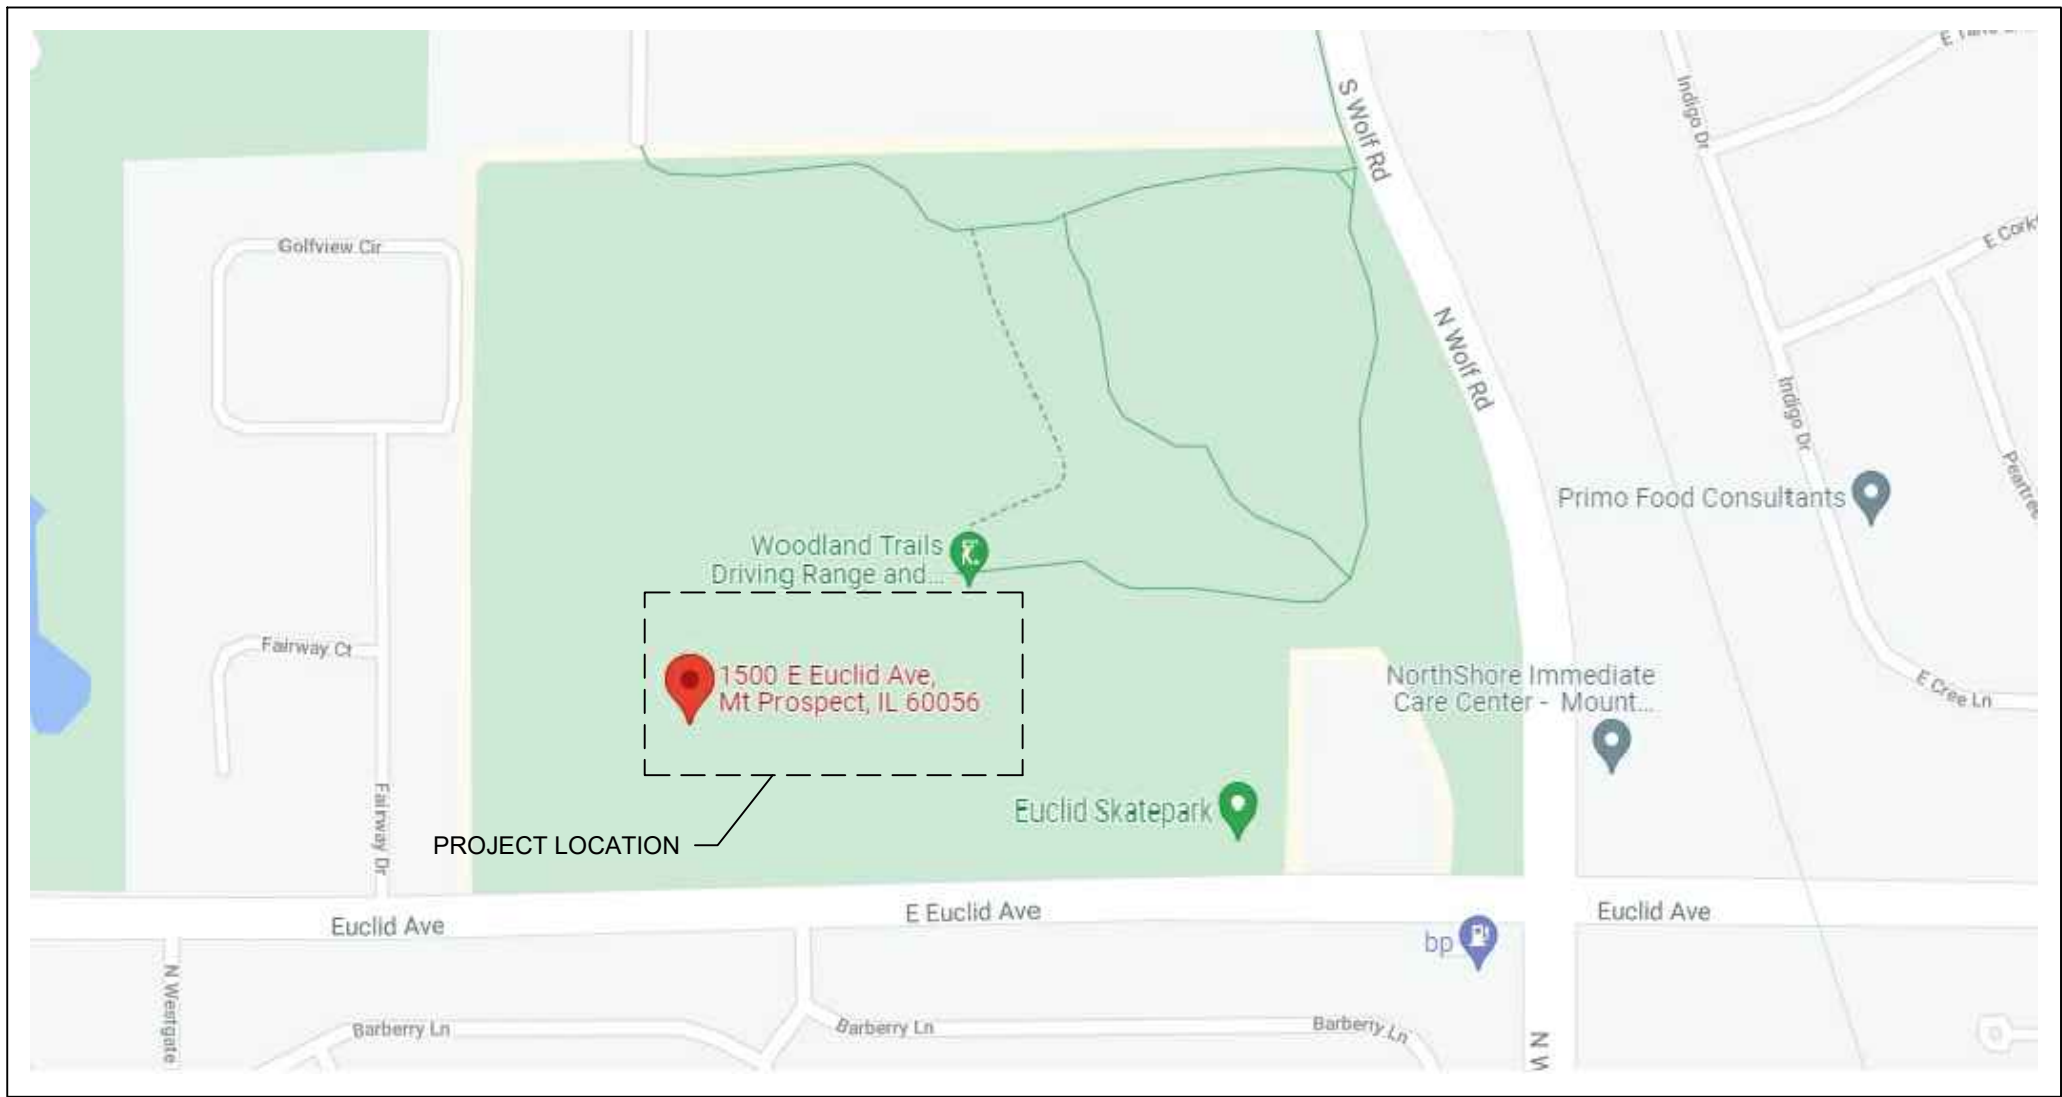 S Wolf Rd
Indigo Dr
Golfview Cir
N Wolf Rd
Indigo Dr
Primo Food Consultants
Woodland Trails
Driving Range and...
Fairway Ct
1500 E Euclid Ave,
Mt Prospect, IL 60056
NorthShore Immediate
Care Center - Mount...
E Cree Ln
Fairway Dr
Euclid Skatepark
PROJECT LOCATION
Euclid Ave
E Euclid Ave
Euclid Ave
bp
N Westgate
Barberry Ln
Barberry Ln
Barberry Ln